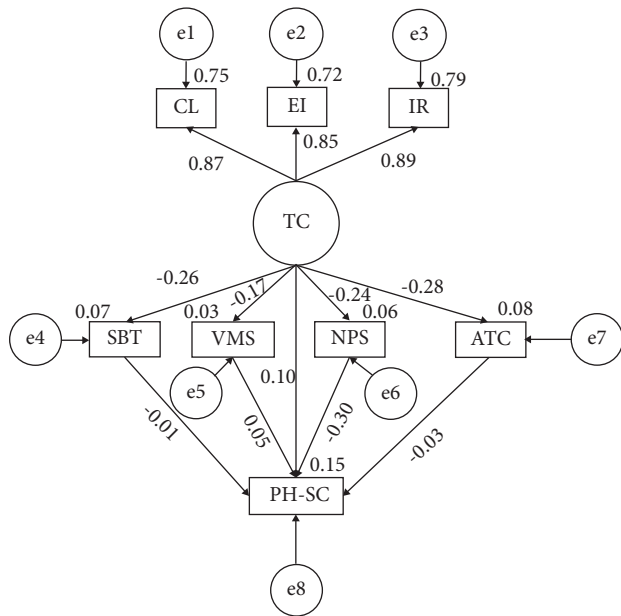 e1
e2
e3
0.75
0.72
0.79
CL
EI
IR
0.87
0.85
0.89
TC
-0.26
-0.17
-0.24
-0.28
0.07
0.03
0.06
0.08
e4
SBT
VMS
NPS
ATC
e7
e5
0.10
e6
-0.01
0.05
-0.30
-0.03
0.15
PH-SC
e8